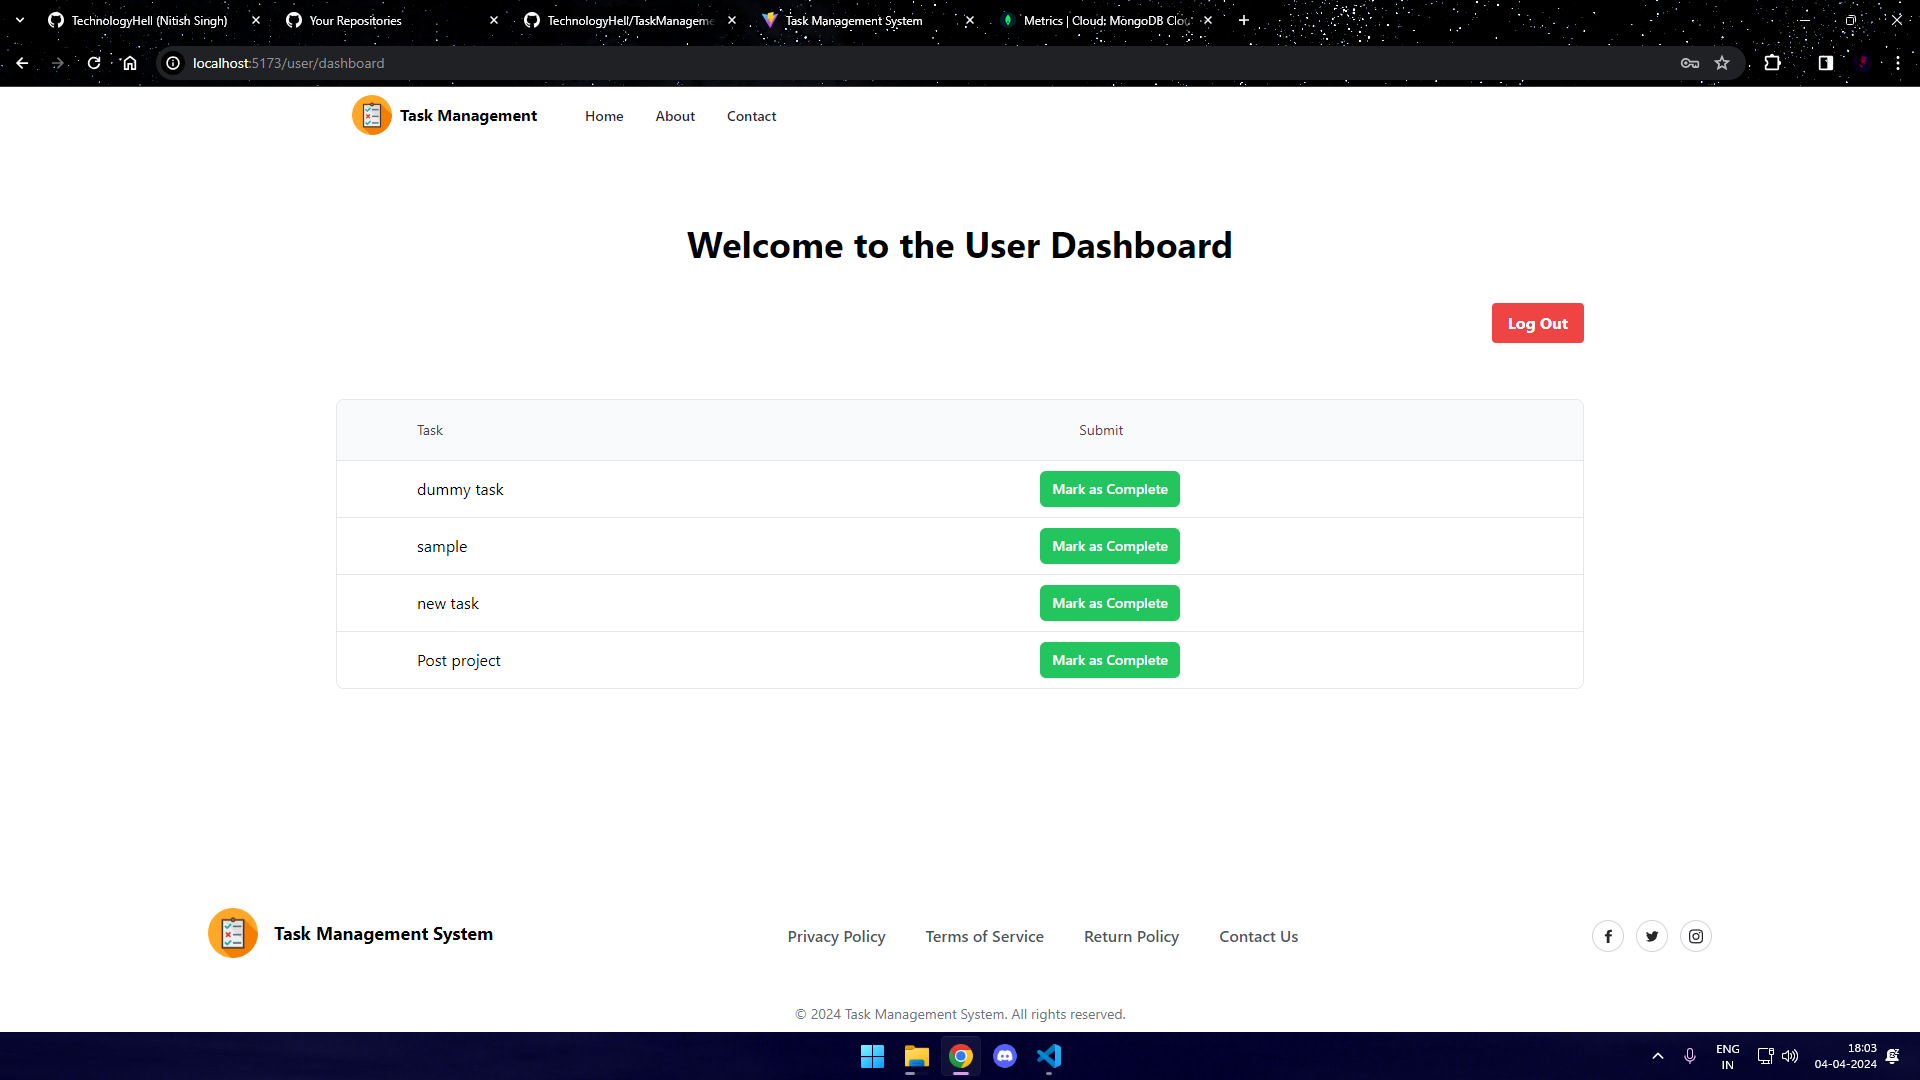 TechnologyHell (Nitish Singh)
Your Repositories
TechnologyHell/TaskManageme
Task Management System
Metrics | Cloud: MongoDB Clou
localhost:5173/user/dashboard
Task Management
Home
About
Contact
Welcome to the User Dashboard
Log Out
Task
Submit
dummy task
Mark as Complete
sample
Mark as Complete
new task
Mark as Complete
Post project
Mark as Complete
Task Management System
Privacy Policy
Terms of Service
Return Policy
Contact Us
© 2024 Task Management System. All rights reserved.
ENG
IN
18:03
04-04-2024